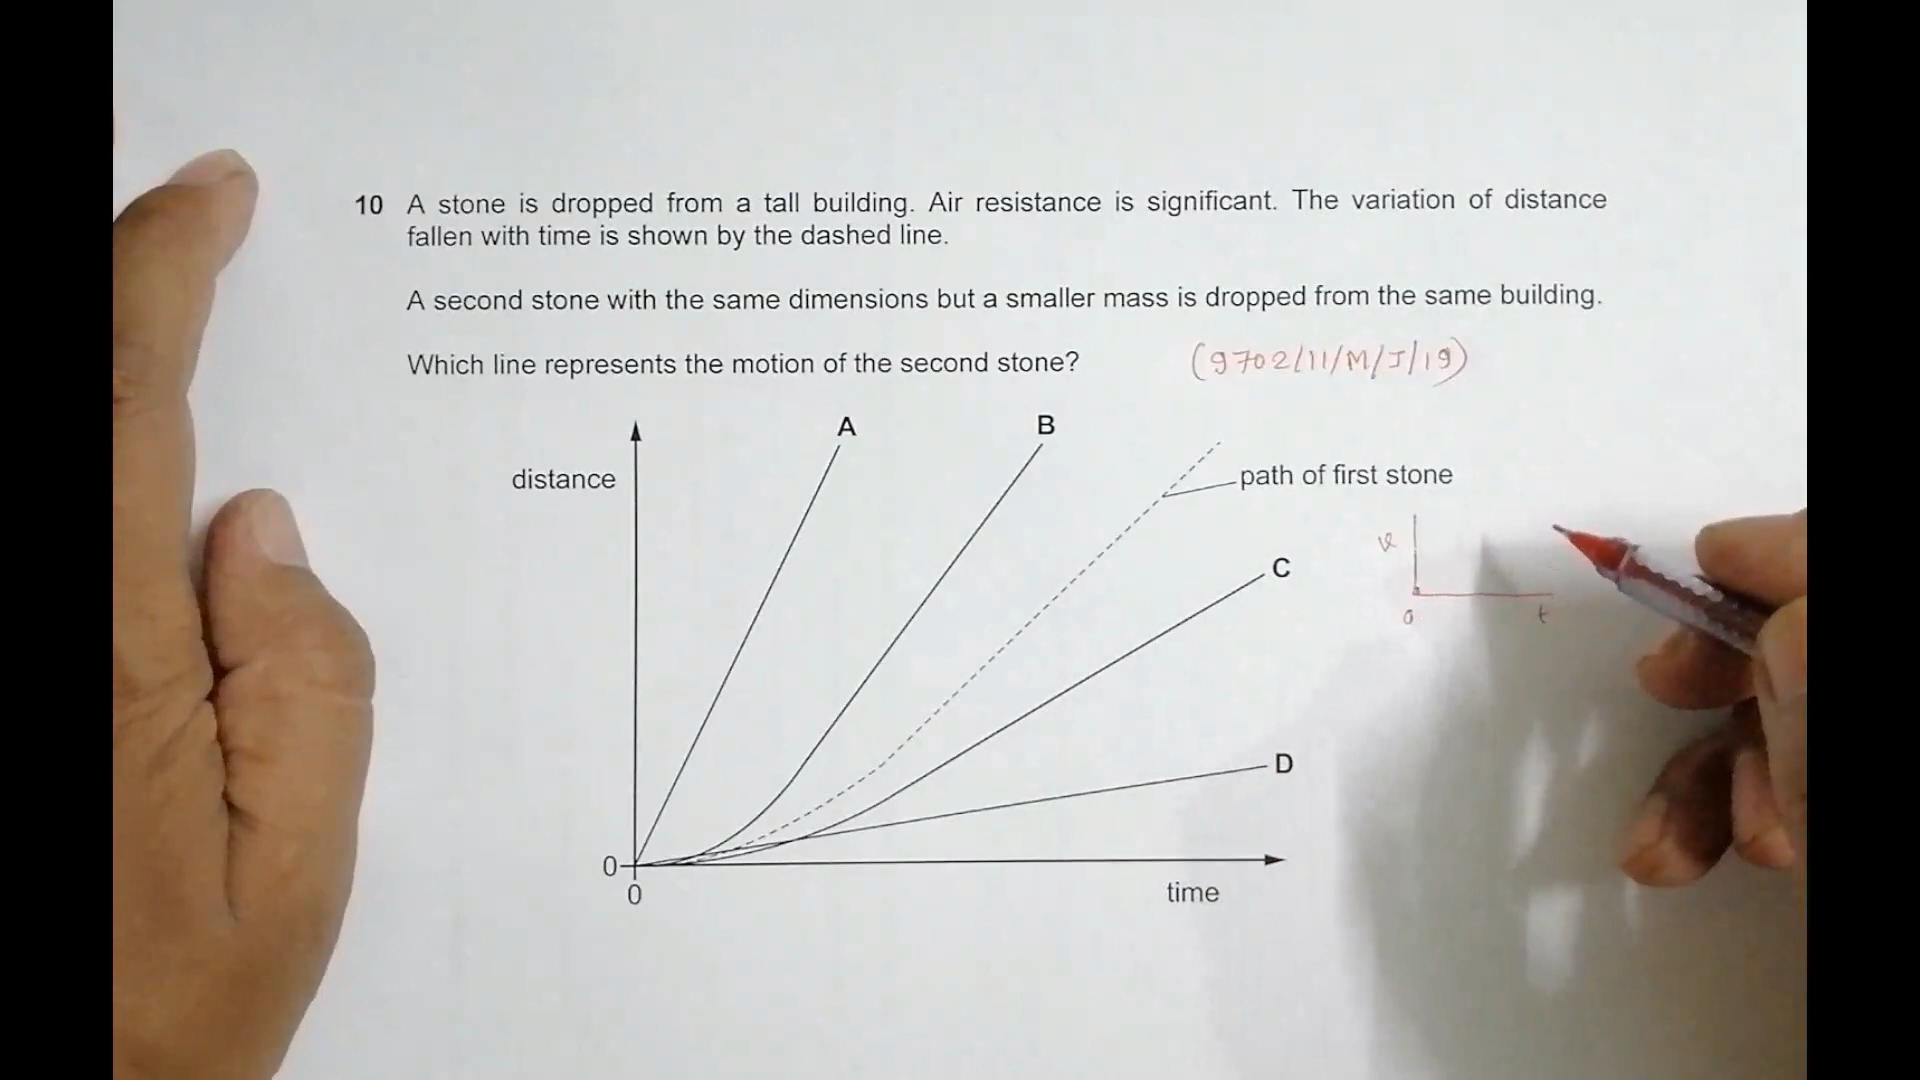 10 A stone is dropped from a tall building. Air resistance is significant. The variation of distance
fallen with time is shown by the dashed line.
A second stone with the same dimensions but a smaller mass is dropped from the same building.
Which line represents the motion of the second stone?
(9702/11/M/J/19)
A
B
distance
path of first stone
v
C
0
t
D
0
0
time